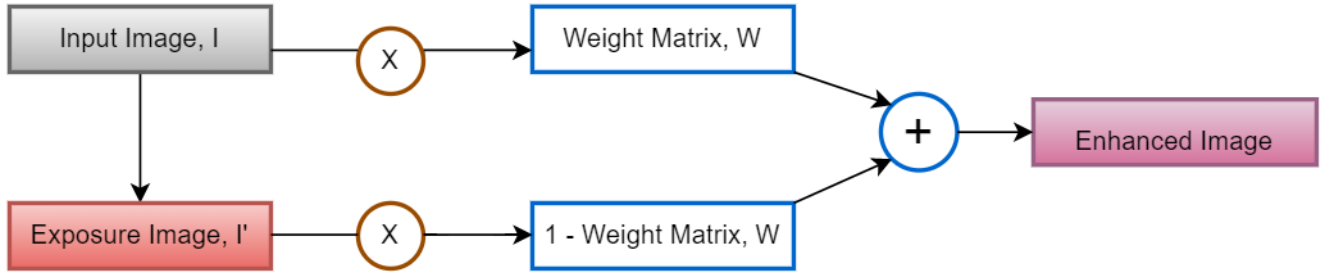 Input Image, I
X
Weight Matrix, W
+
Enhanced Image
Exposure Image, I'
X
1 - Weight Matrix, W